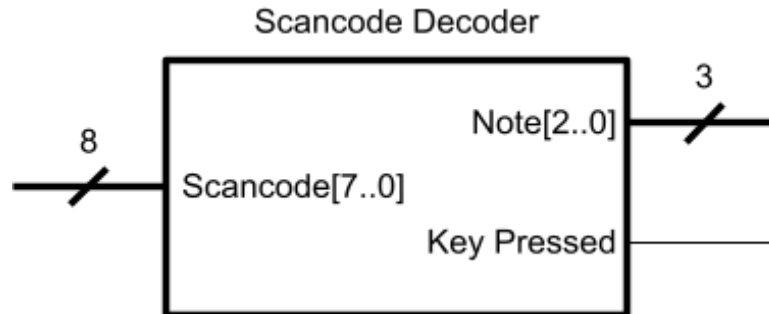 Scancode Decoder
3
8
Note[2..0]
Scancode[7..0]
Key Pressed